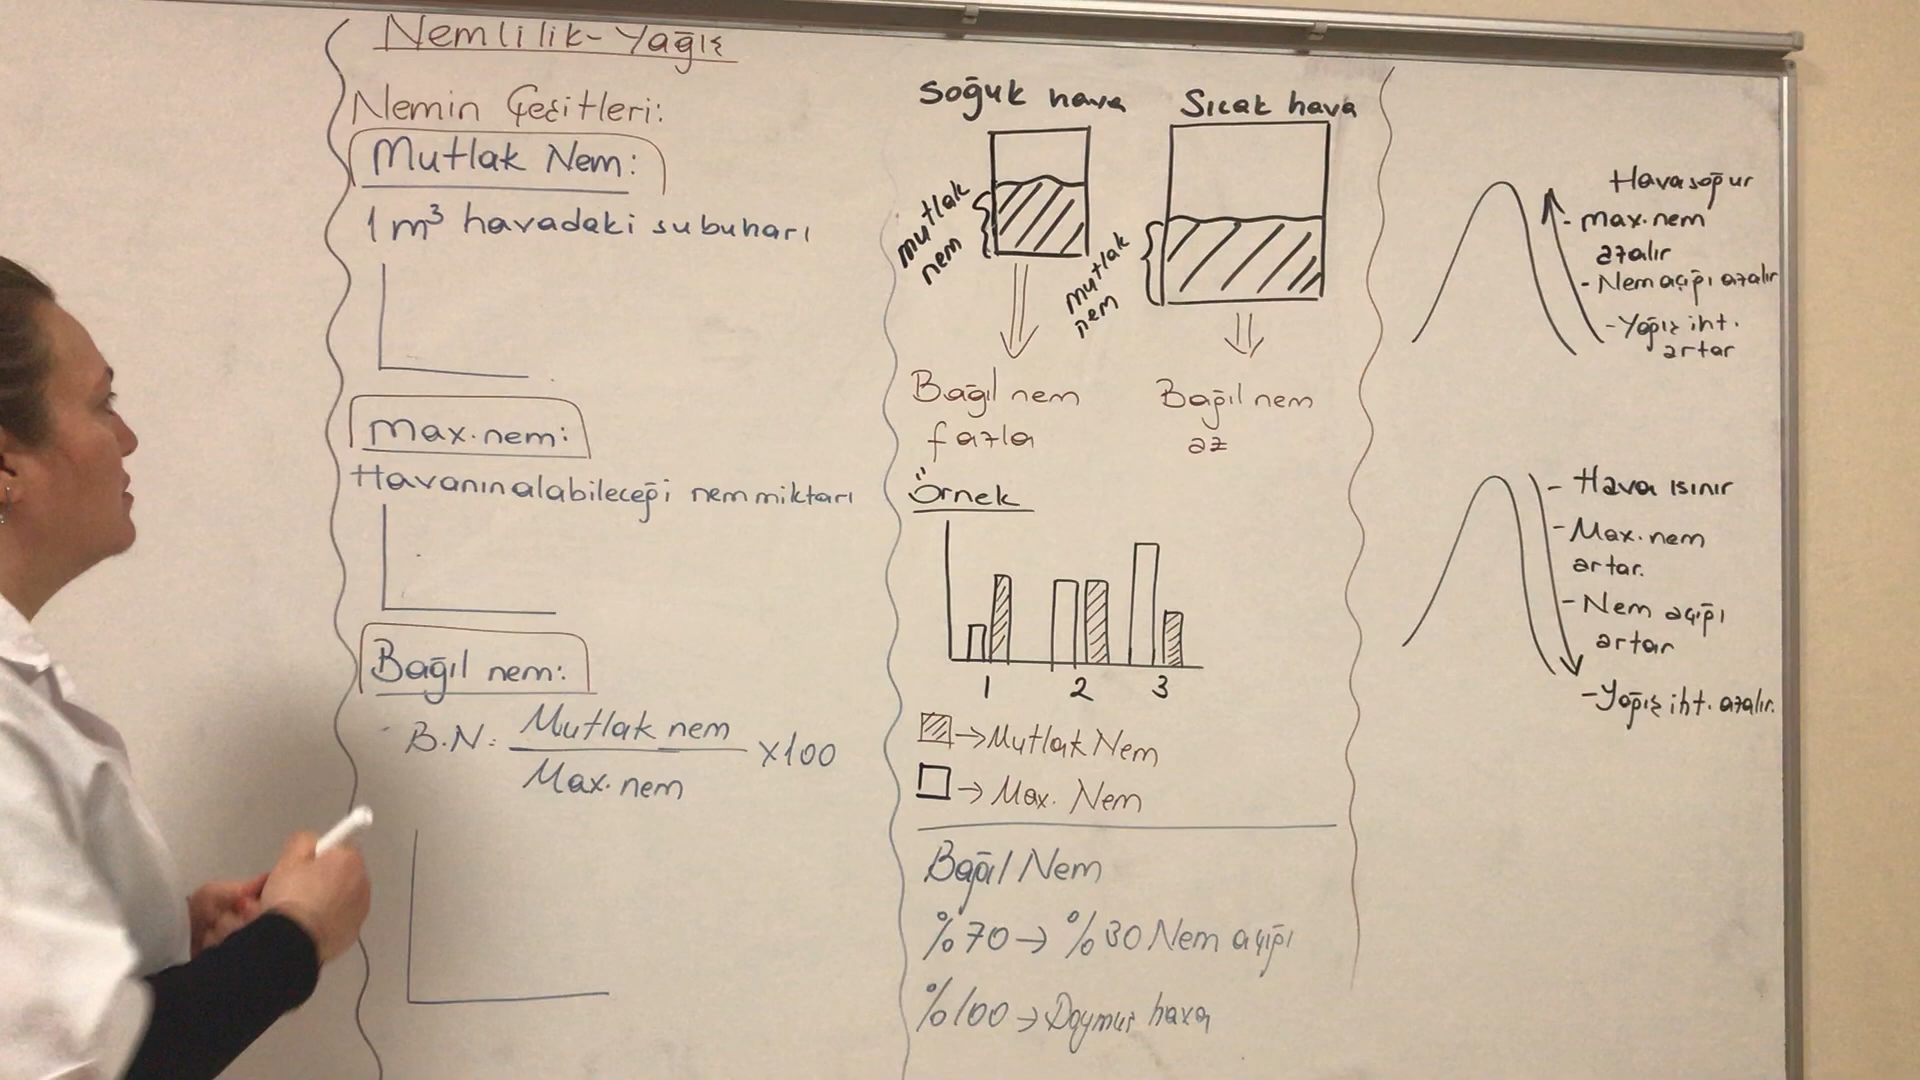 Nemlilik-Yağış
Nemin Çeşitleri:
Mutlak Nem:
1 m³ havadaki subuharı
Max.nem:
Havanın alabileceği nem miktarı
Bağıl nem:
B.N: Mutlak nem
Max.nem
x100
Soğuk hava
Sıcak hava
mutlak
nem
mutlak
nem
Bağıl nem
fazla
Bağıl nem
az
Örnek
1 2 3
→Mutlak Nem
→Max. Nem
Bağıl Nem
%70→ %30 Nem açığı
%100→Doymuş hava
Hava soğur
- max.nem
azalır
- Nem açığı azalır
- Yağış iht.
artar
- Hava ısınır
- Max.nem
artar.
- Nem açığı
artar
- Yağış iht. azalır.